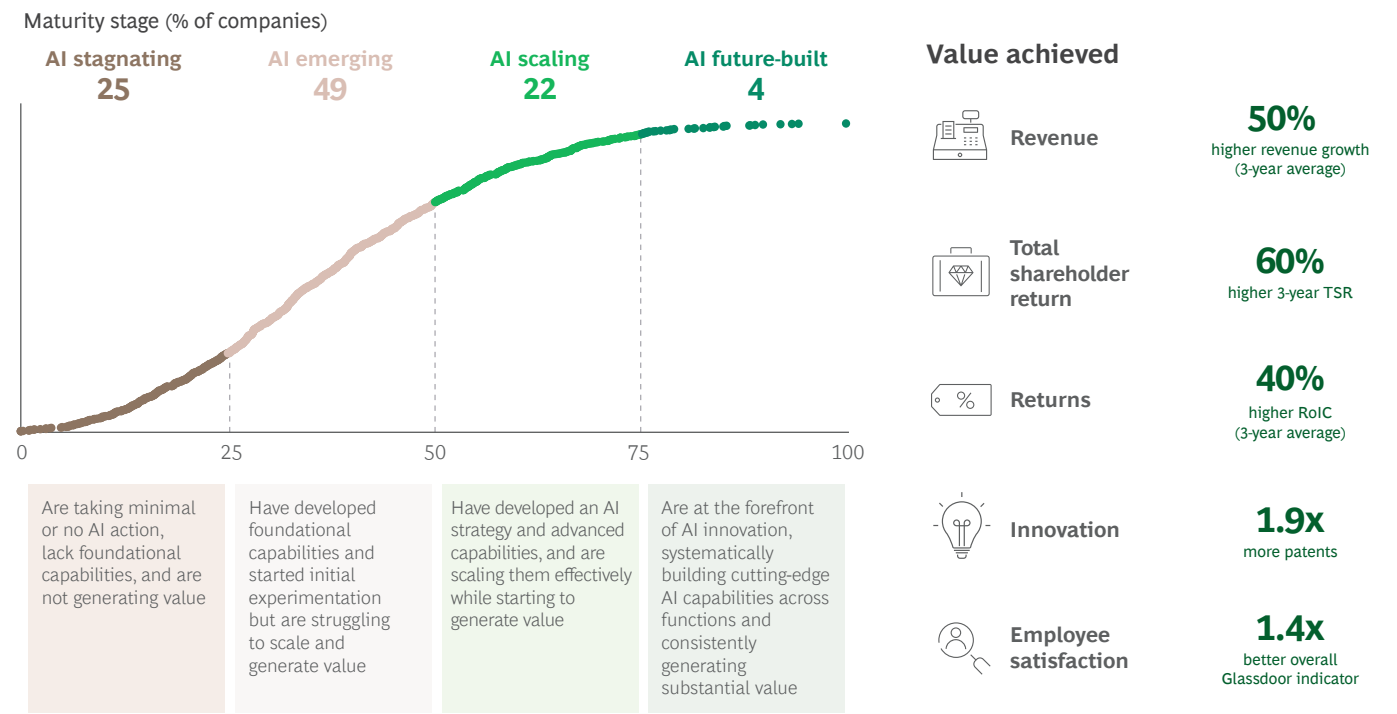 Maturity stage (% of companies)
AI stagnating
25
AI emerging
49
AI scaling
22
AI future-built
4
0
25
50
75
100
Are taking minimal
or no AI action,
lack foundational
capabilities, and are
not generating value
Have developed
foundational
capabilities and
started initial
experimentation
but are struggling
to scale and
generate value
Have developed an AI
strategy and advanced
capabilities, and are
scaling them effectively
while starting to
generate value
Are at the forefront
of AI innovation,
systematically
building cutting-edge
AI capabilities across
functions and
consistently
generating
substantial value
Value achieved
Revenue
50%
higher revenue growth
(3-year average)
Total
shareholder
return
60%
higher 3-year TSR
%
Returns
40%
higher RoIC
(3-year average)
Innovation
1.9x
more patents
Employee
satisfaction
1.4x
better overall
Glassdoor indicator